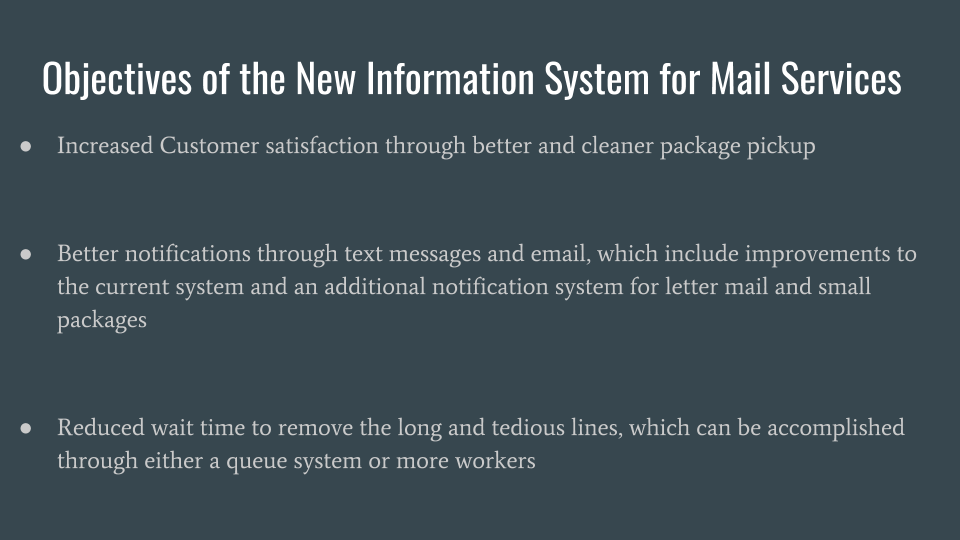 Objectives of the New Information System for Mail Services
● Increased Customer satisfaction through better and cleaner package pickup
● Better notifications through text messages and email, which include improvements to
the current system and an additional notification system for letter mail and small
packages
● Reduced wait time to remove the long and tedious lines, which can be accomplished
through either a queue system or more workers